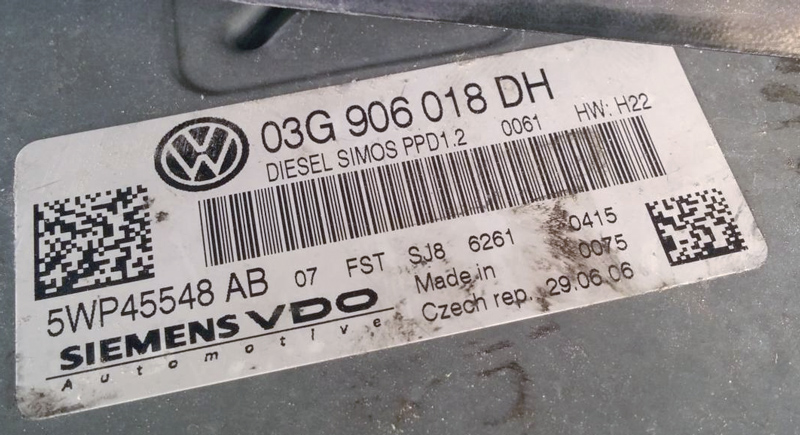 VW
03G 906 018 DH
DIESEL SIMOS PPD1.2 0061 HW: H22
5WP45548 AB 07 FST SJ8 6261 0415
Made in 0075
Czech rep. 29.06.06
SIEMENS VDO
Automotive